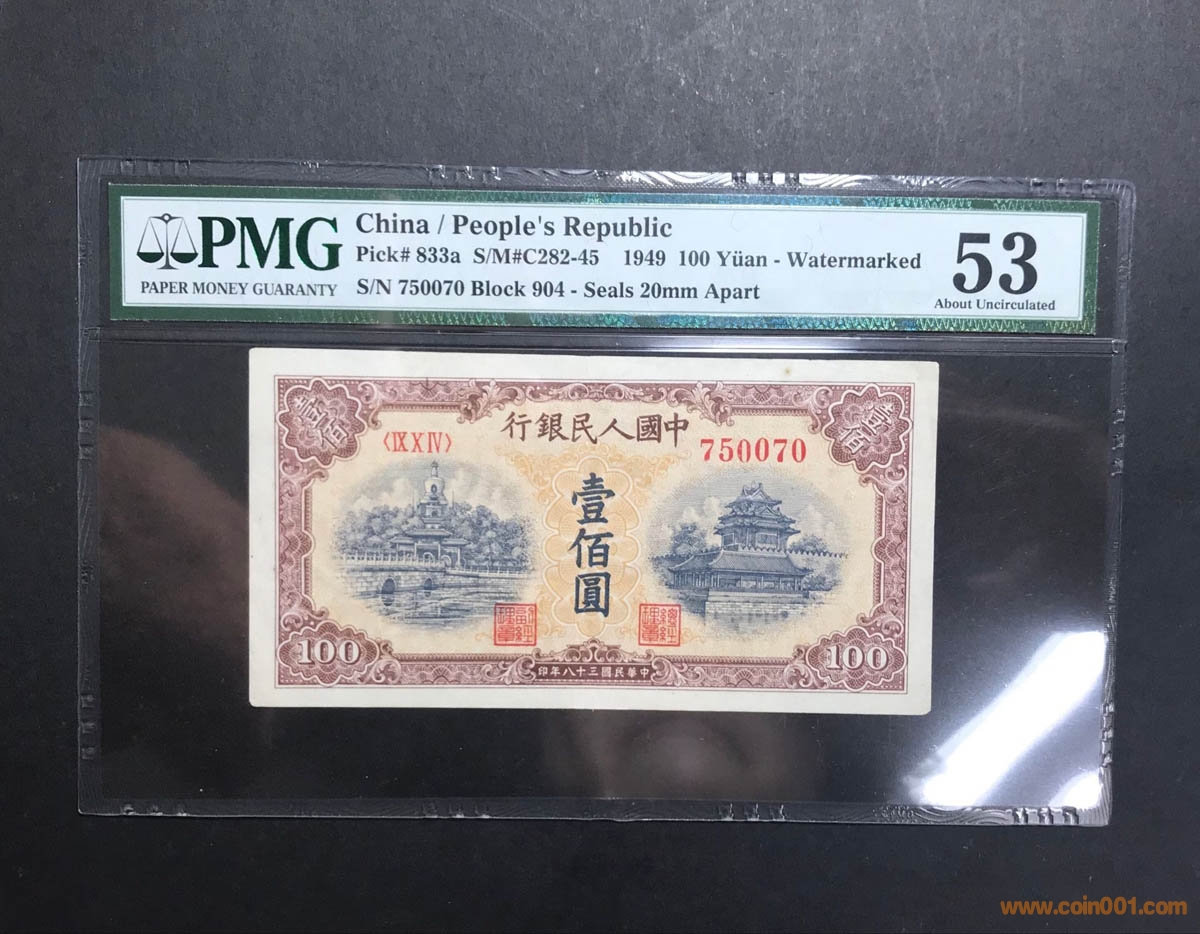 PMG
PAPER MONEY GUARANTY
China / People's Republic
Pick# 833a S/M#C282-45 1949 100 Yüan - Watermarked
S/N 750070 Block 904 - Seals 20mm Apart
53
About Uncirculated
壹佰
壹佰
行銀民人國中
〈IX X IV〉
750070
壹佰圓
100
100
印年八十三國民華中
www.coin001.com